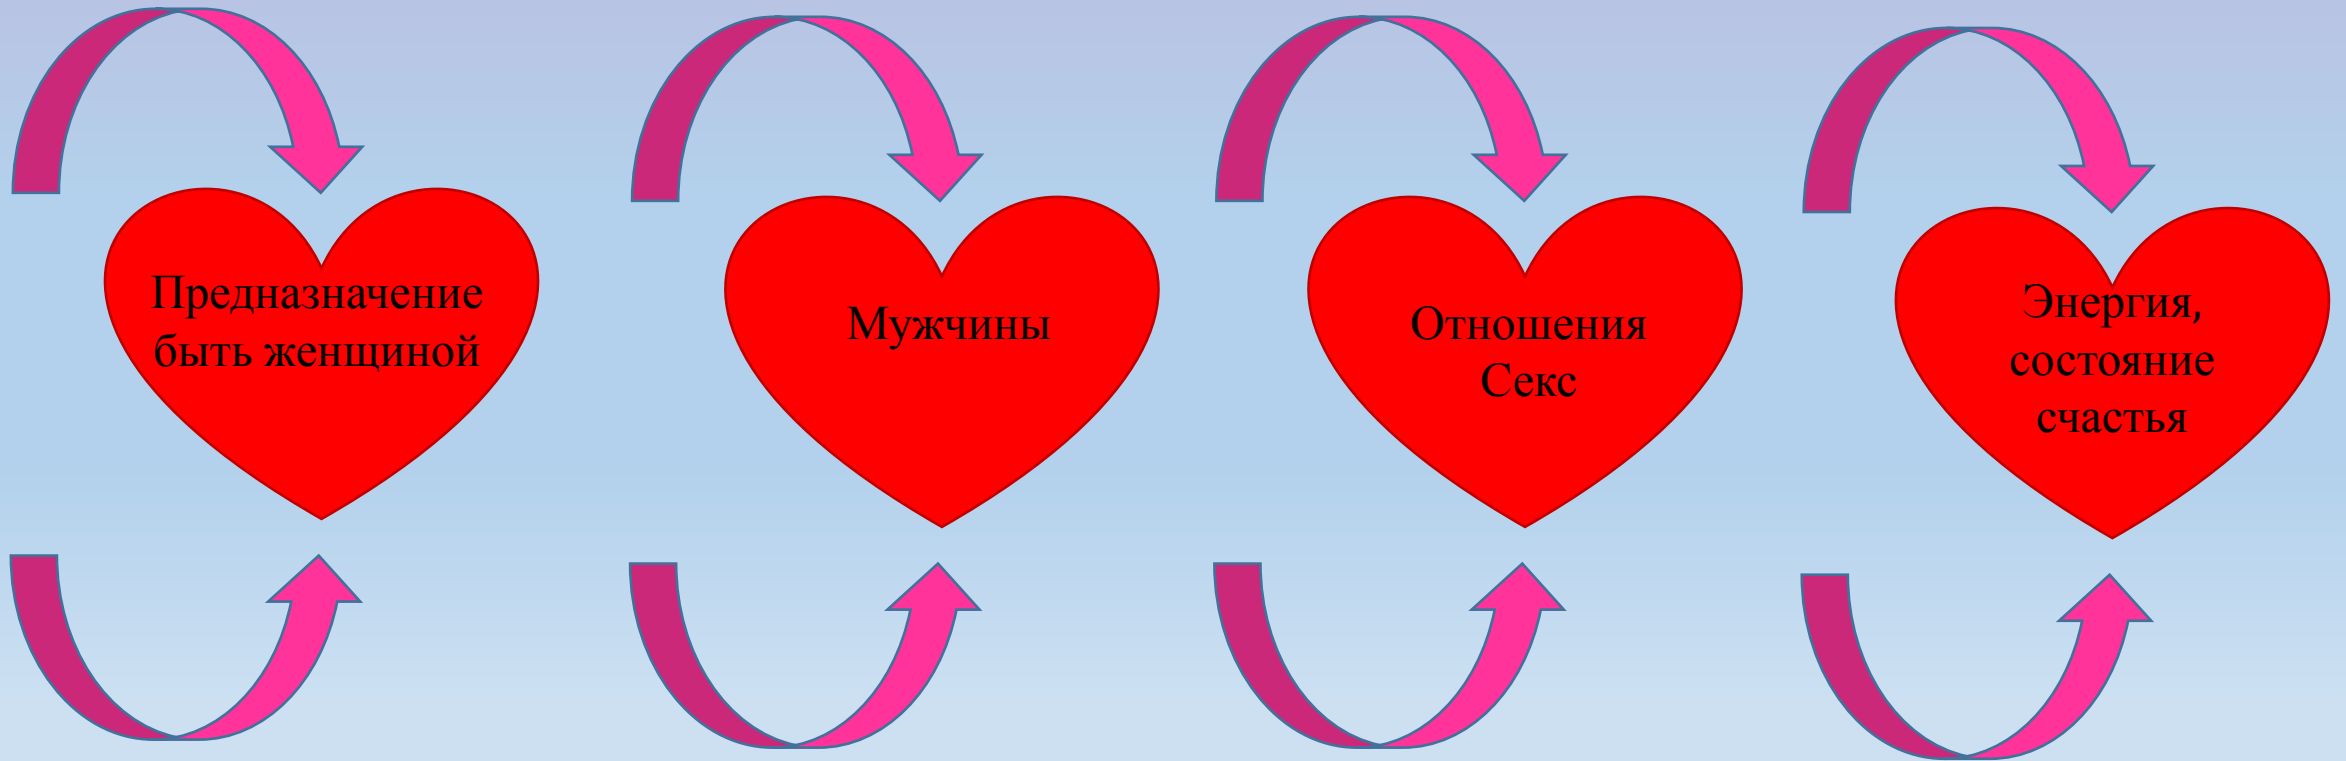 Предназначение
быть женщиной
Мужчины
Отношения
Секс
Энергия,
состояние
счастья